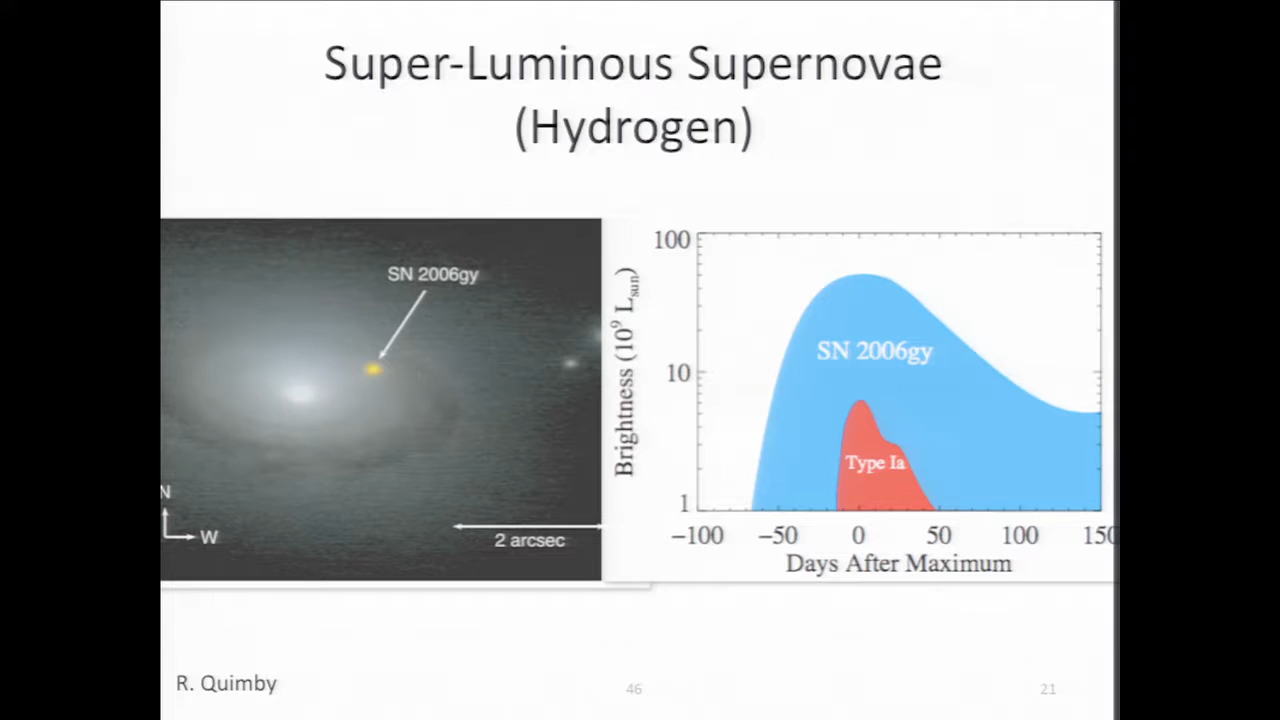 Super-Luminous Supernovae
(Hydrogen)
SN 2006gy
N
W
2 arcsec
Brightness (10⁹ L_sun)
100
10
1
SN 2006gy
Type Ia
−100 −50 0 50 100 150
Days After Maximum
R. Quimby
46
21